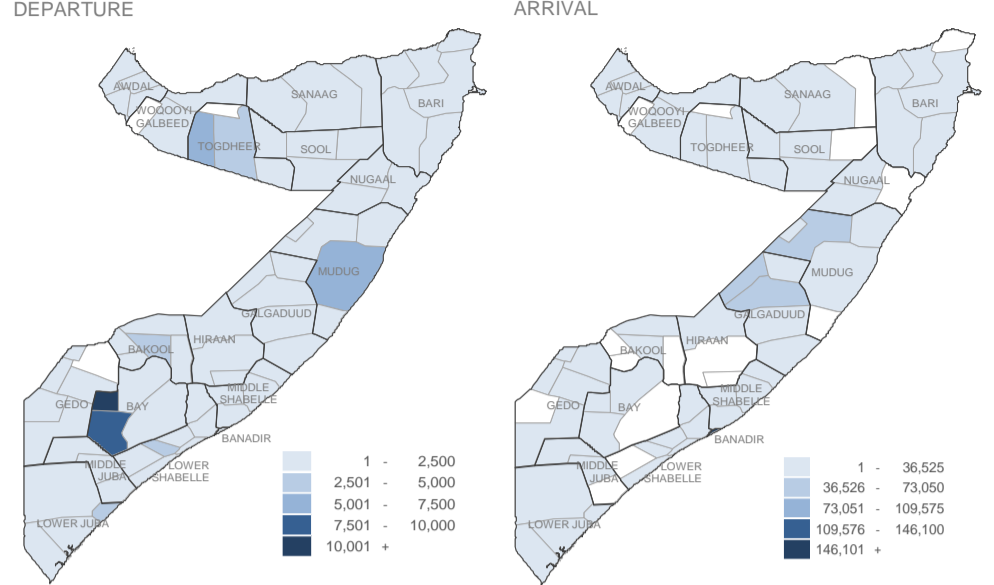 DEPARTURE
AWDAL
WOQOOYI
GALBEED
TOGDHEER
SANAAG
SOOL
BARI
NUGAAL
MUDUG
GALGADUUD
HIRAAN
BAKOOL
GEDO
BAY
MIDDLE
SHABELLE
BANADIR
LOWER
SHABELLE
MIDDLE
JUBA
LOWER JUBA
1 - 2,500
2,501 - 5,000
5,001 - 7,500
7,501 - 10,000
10,001 +
ARRIVAL
AWDAL
WOQOOYI
GALBEED
TOGDHEER
SANAAG
SOOL
BARI
NUGAAL
MUDUG
GALGADUUD
HIRAAN
BAKOOL
GEDO
BAY
MIDDLE
SHABELLE
BANADIR
LOWER
SHABELLE
MIDDLE
JUBA
LOWER JUBA
1 - 36,525
36,526 - 73,050
73,051 - 109,575
109,576 - 146,100
146,101 +